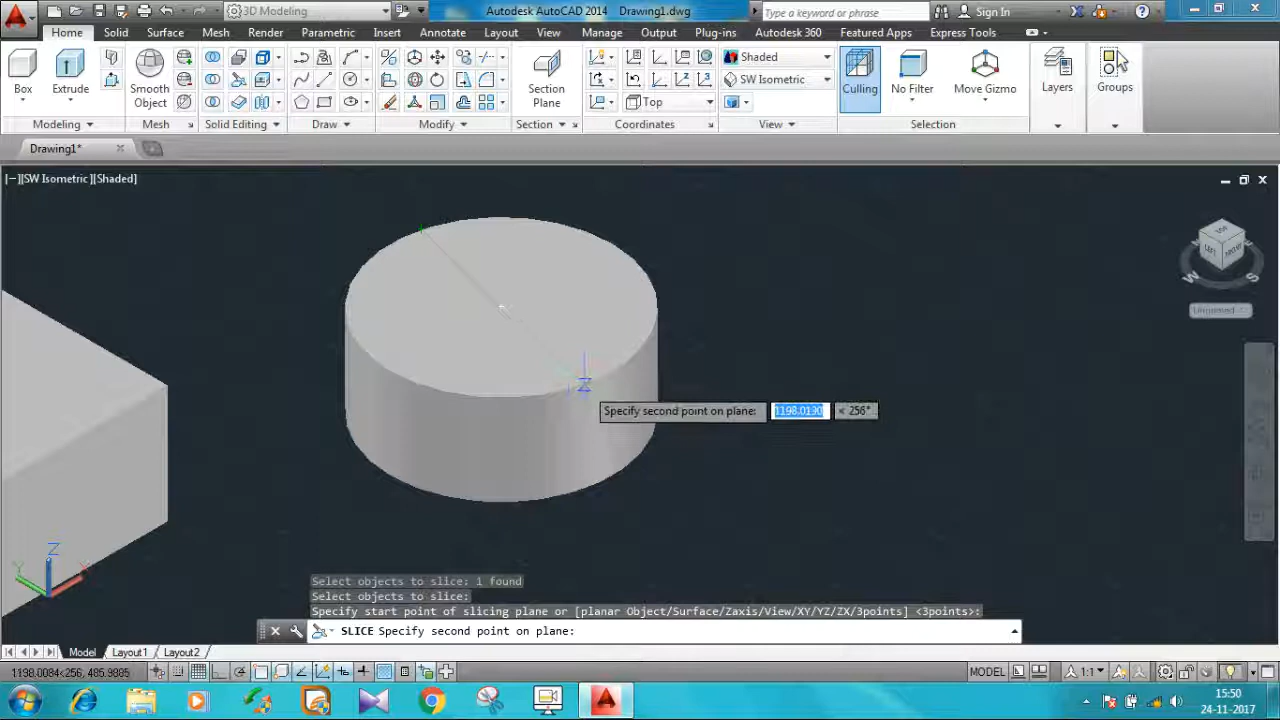 3D Modeling
Autodesk AutoCAD 2014 Drawing1.dwg
Type a keyword or phrase
Sign In
Home Solid Surface Mesh Render Parametric Insert Annotate Layout View Manage Output Plug-ins Autodesk 360 Featured Apps Express Tools
Box
Extrude
Smooth
Object
Section
Plane
Shaded
SW Isometric
Top
Culling
No Filter
Move Gizmo
Layers
Groups
Modeling Mesh Solid Editing Draw Modify Section Coordinates View Selection
Drawing1*
[−][SW Isometric][Shaded]
LEFT FRONT
W S
Unnamed
Z
Specify second point on plane: 1198.0190 < 256°
Z
Y X
Select objects to slice: 1 found
Select objects to slice:
Specify start point of slicing plane or [planar Object/Surface/Zaxis/View/XY/YZ/ZX/3points] <3points>:
SLICE Specify second point on plane:
Model Layout1 Layout2
1198.0084<256, 485.9885
MODEL
1:1
15:50
24-11-2017